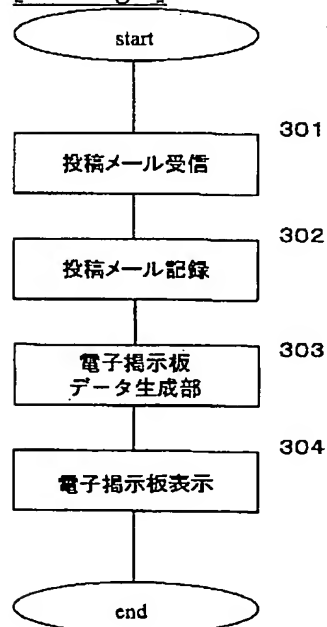 start
301
投稿メール受信
302
投稿メール記録
303
電子掲示板
データ生成部
304
電子掲示板表示
end